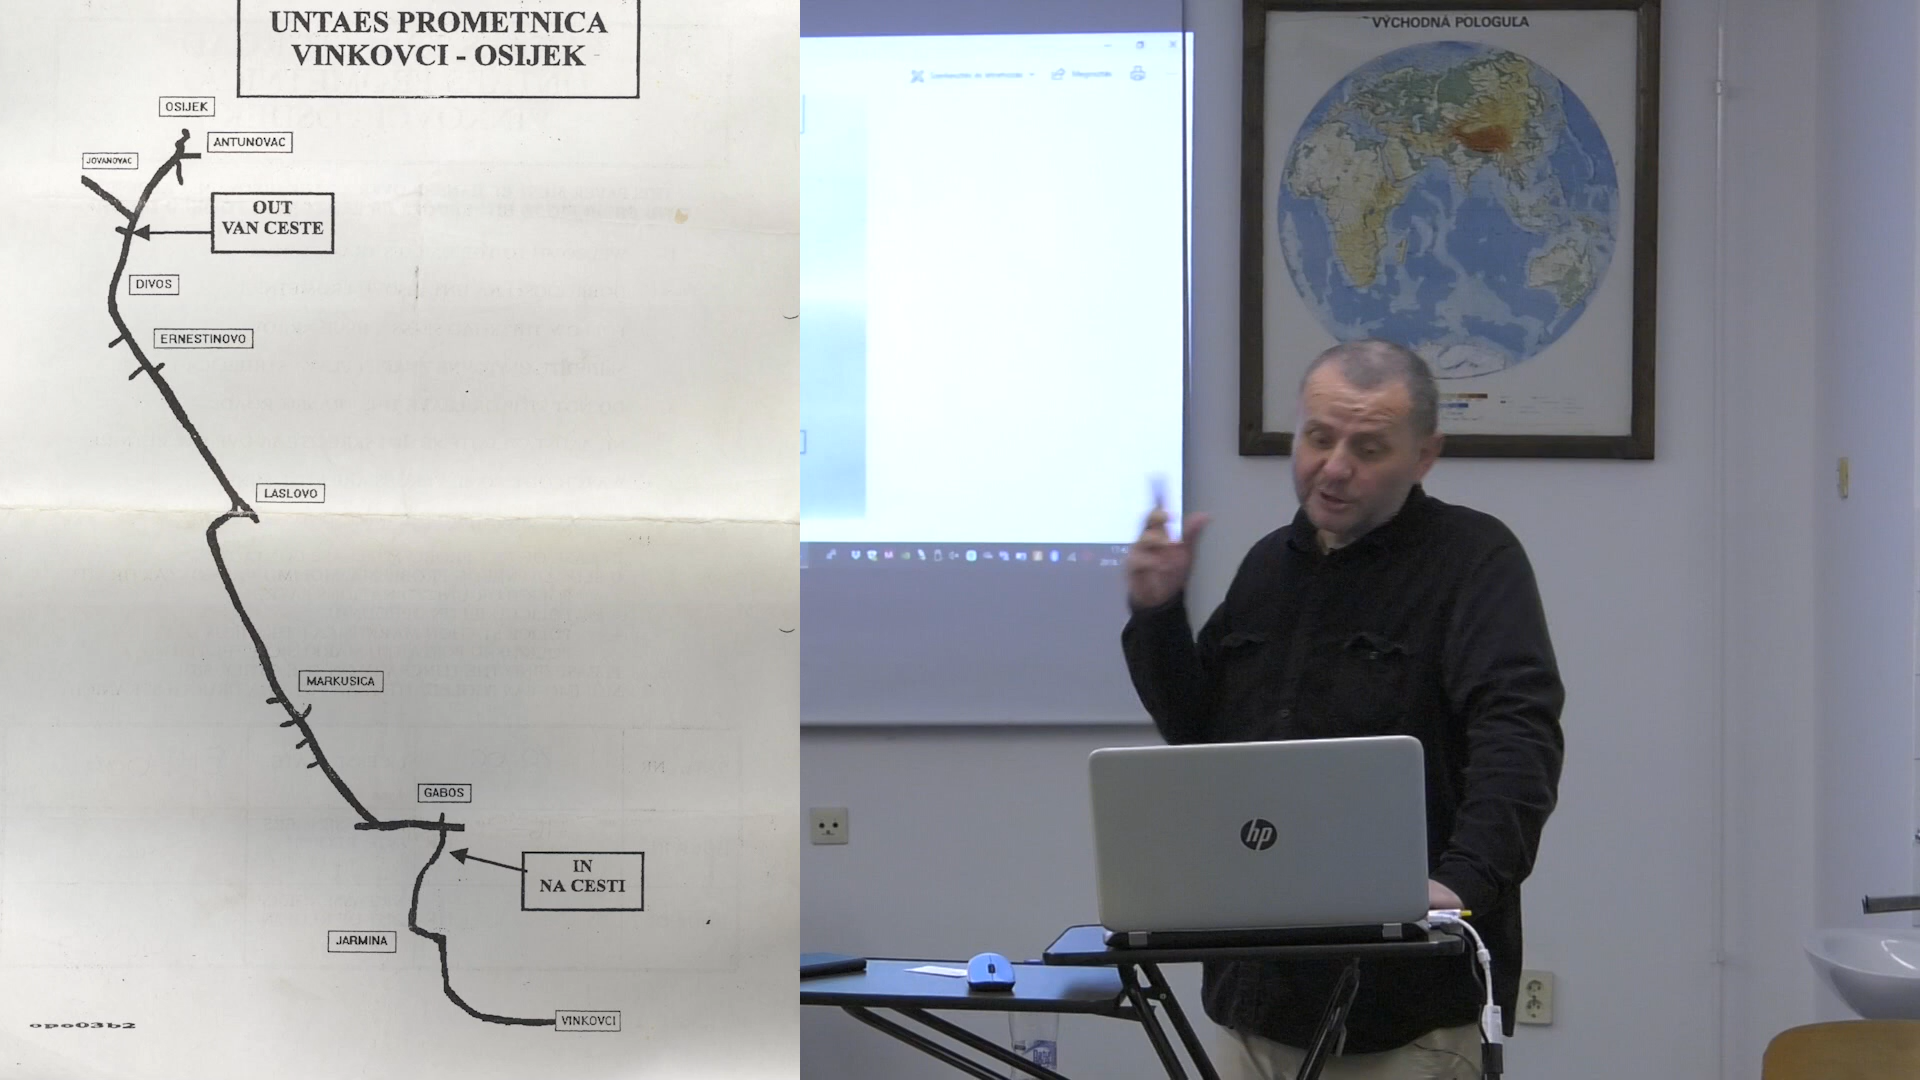 UNTAES PROMETNICA
VINKOVCI - OSIJEK
OSIJEK
ANTUNOVAC
JOVANOVAC
OUT
VAN CESTE
DIVOS
ERNESTINOVO
LASLOVO
MARKUSICA
GABOS
IN
NA CESTI
JARMINA
VINKOVCI
opo03b2
VÝCHODNÁ POLOGUĽA
Megosztás
hp